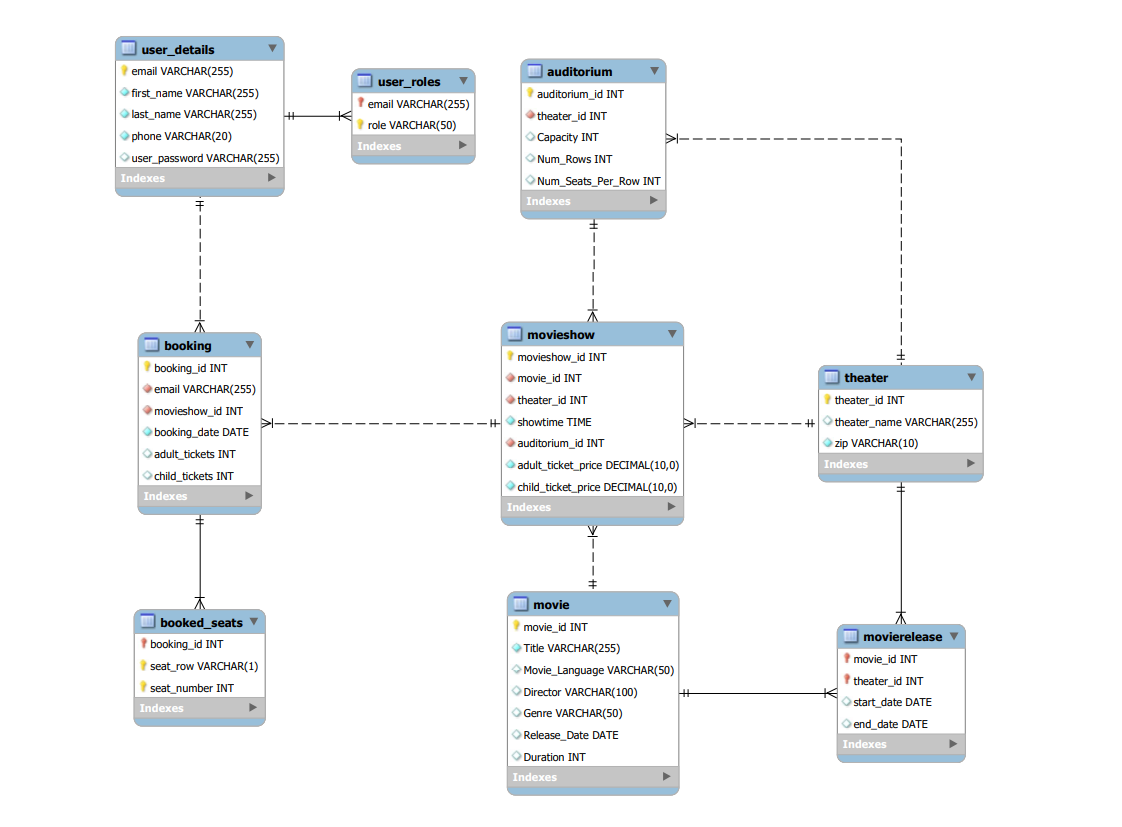 user_details
email VARCHAR(255)
first_name VARCHAR(255)
last_name VARCHAR(255)
phone VARCHAR(20)
user_password VARCHAR(255)
Indexes
user_roles
email VARCHAR(255)
role VARCHAR(50)
Indexes
auditorium
auditorium_id INT
theater_id INT
Capacity INT
Num_Rows INT
Num_Seats_Per_Row INT
Indexes
booking
booking_id INT
email VARCHAR(255)
movieshow_id INT
booking_date DATE
adult_tickets INT
child_tickets INT
Indexes
movieshow
movieshow_id INT
movie_id INT
theater_id INT
showtime TIME
auditorium_id INT
adult_ticket_price DECIMAL(10,0)
child_ticket_price DECIMAL(10,0)
Indexes
theater
theater_id INT
theater_name VARCHAR(255)
zip VARCHAR(10)
Indexes
booked_seats
booking_id INT
seat_row VARCHAR(1)
seat_number INT
Indexes
movie
movie_id INT
Title VARCHAR(255)
Movie_Language VARCHAR(50)
Director VARCHAR(100)
Genre VARCHAR(50)
Release_Date DATE
Duration INT
Indexes
movierelease
movie_id INT
theater_id INT
start_date DATE
end_date DATE
Indexes